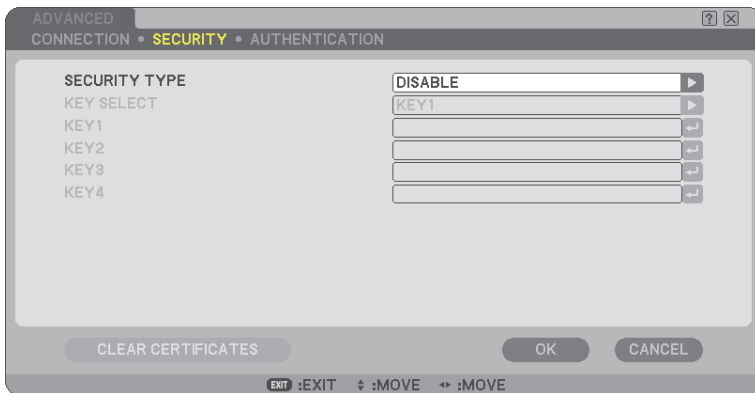 ADVANCED
CONNECTION • SECURITY • AUTHENTICATION
SECURITY TYPE DISABLE
KEY SELECT KEY1
KEY1
KEY2
KEY3
KEY4
CLEAR CERTIFICATES OK CANCEL
EXIT :EXIT :MOVE :MOVE